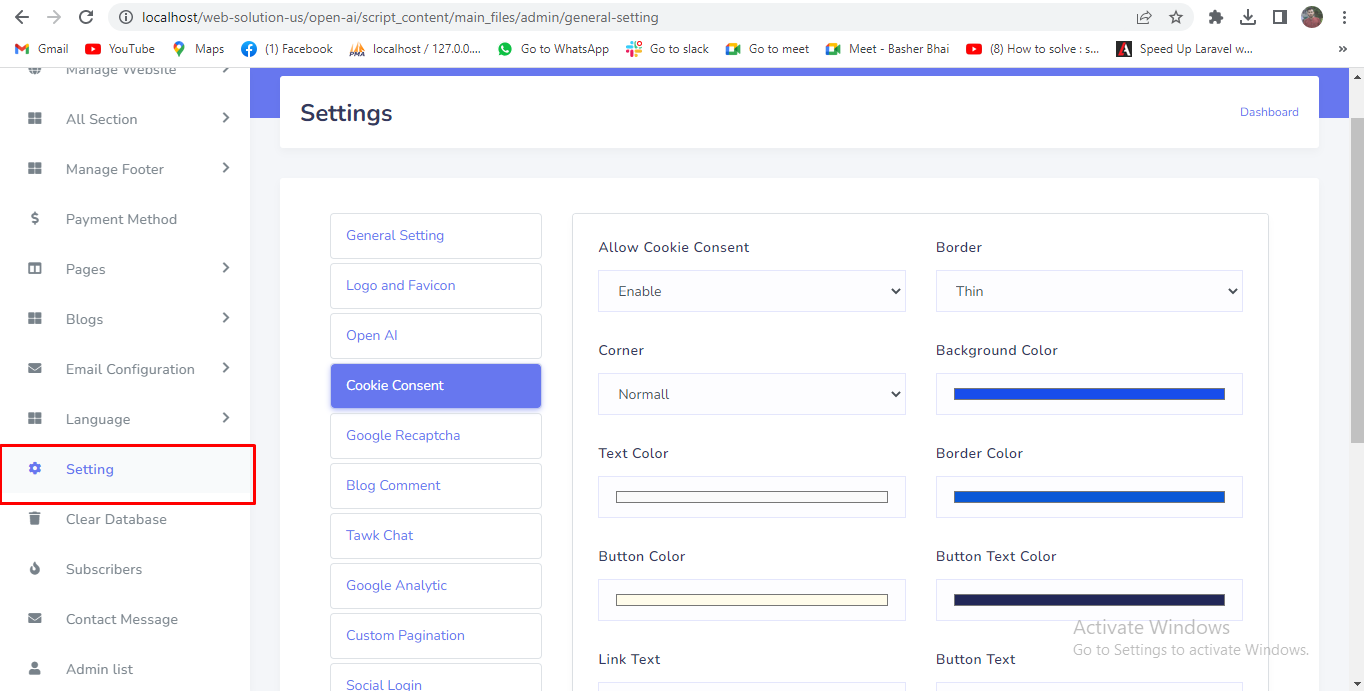 localhost/web-solution-us/open-ai/script_content/main_files/admin/general-setting
Gmail YouTube Maps (1) Facebook localhost / 127.0.0.... Go to WhatsApp Go to slack Go to meet Meet - Basher Bhai (8) How to solve : s... Speed Up Laravel w... »
Manage Website
All Section
Manage Footer
Payment Method
Pages
Blogs
Email Configuration
Language
Setting
Clear Database
Subscribers
Contact Message
Admin list
Settings
Dashboard
General Setting
Logo and Favicon
Open AI
Cookie Consent
Google Recaptcha
Blog Comment
Tawk Chat
Google Analytic
Custom Pagination
Social Login
Allow Cookie Consent Border
Enable Thin
Corner Background Color
Normall
Text Color Border Color
Button Color Button Text Color
Link Text Button Text
Activate Windows
Go to Settings to activate Windows.